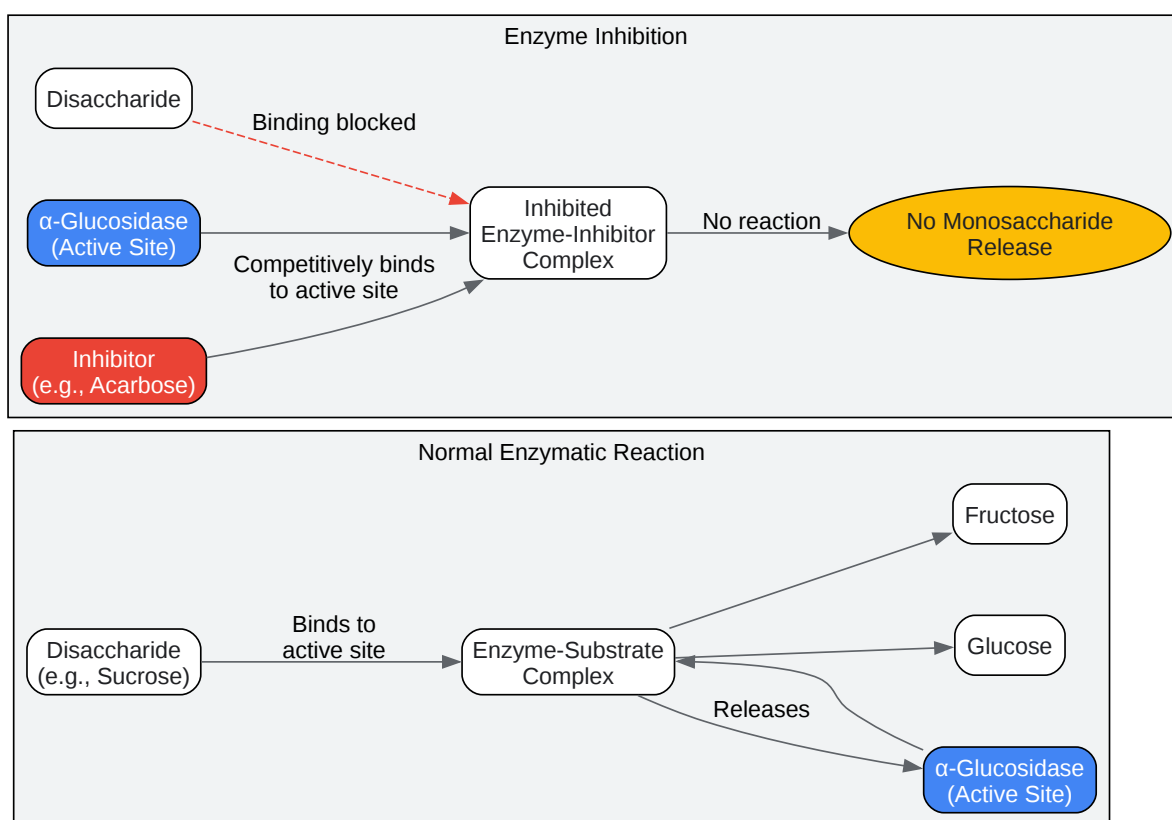 Enzyme Inhibition
Disaccharide
Binding blocked
α-Glucosidase
(Active Site)
Inhibited
Enzyme-Inhibitor
Complex
No reaction
No Monosaccharide
Release
Competitively binds
to active site
Inhibitor
(e.g., Acarbose)
Normal Enzymatic Reaction
Fructose
Disaccharide
(e.g., Sucrose)
Binds to
active site
Enzyme-Substrate
Complex
Glucose
Releases
α-Glucosidase
(Active Site)